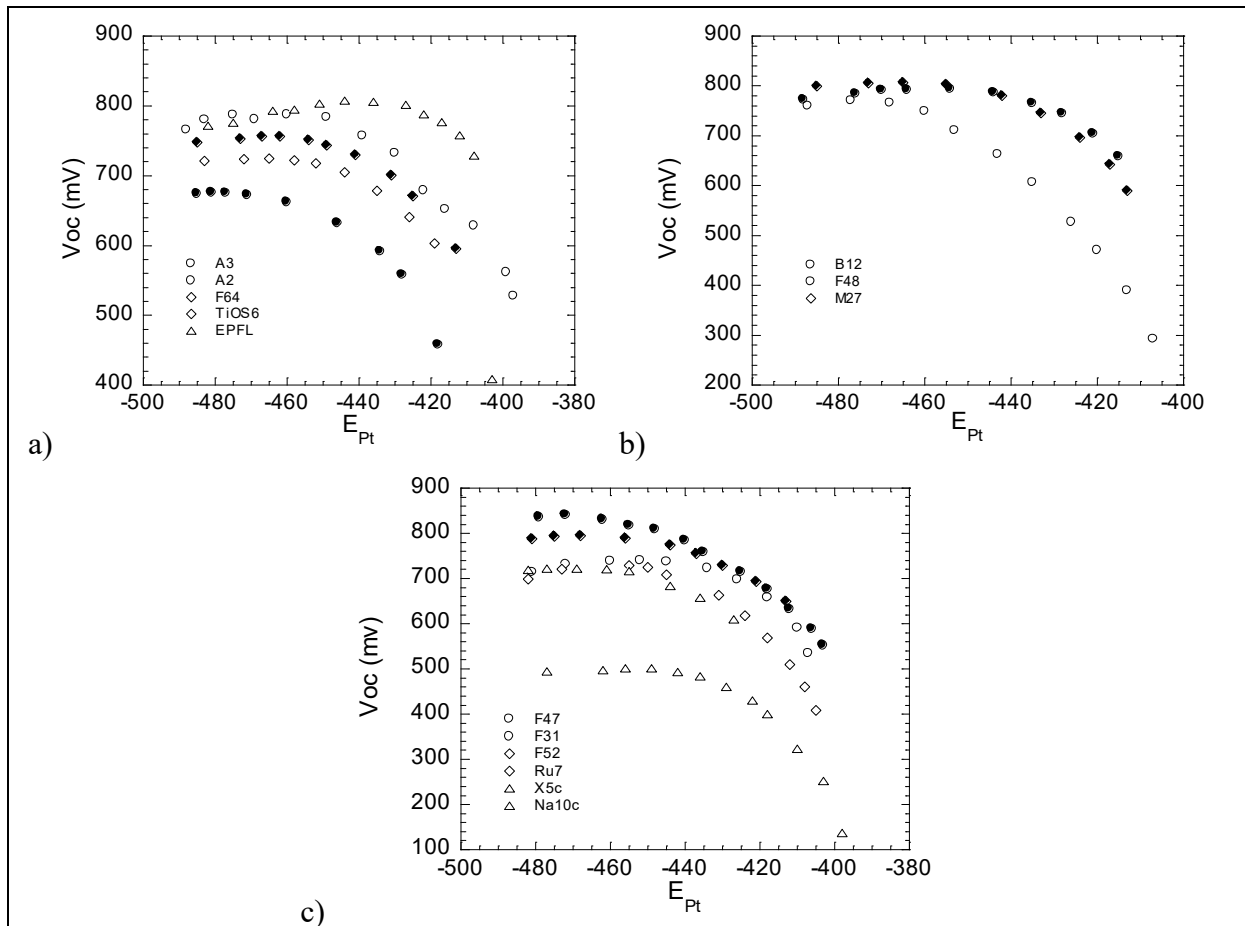 900
800
700
600
500
400
Voc (mV)
A3
A2
F64
TiOS6
EPFL
-500 -480 -460 -440 -420 -400 -380
E_Pt
a)
900
800
700
600
500
400
300
200
Voc (mV)
B12
F48
M27
-500 -480 -460 -440 -420 -400
E_Pt
b)
900
800
700
600
500
400
300
200
100
Voc (mv)
F47
F31
F52
Ru7
X5c
Na10c
-500 -480 -460 -440 -420 -400 -380
E_Pt
c)